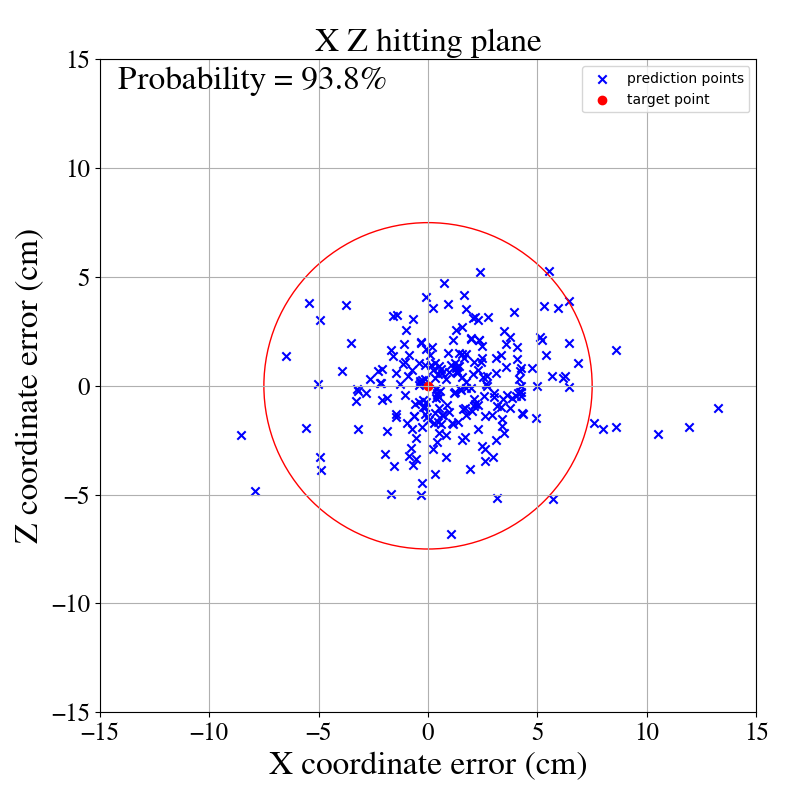 X Z hitting plane
Probability = 93.8%
prediction points
target point
Z coordinate error (cm)
15
10
5
0
−5
−10
−15
−15
−10
−5
0
5
10
15
X coordinate error (cm)